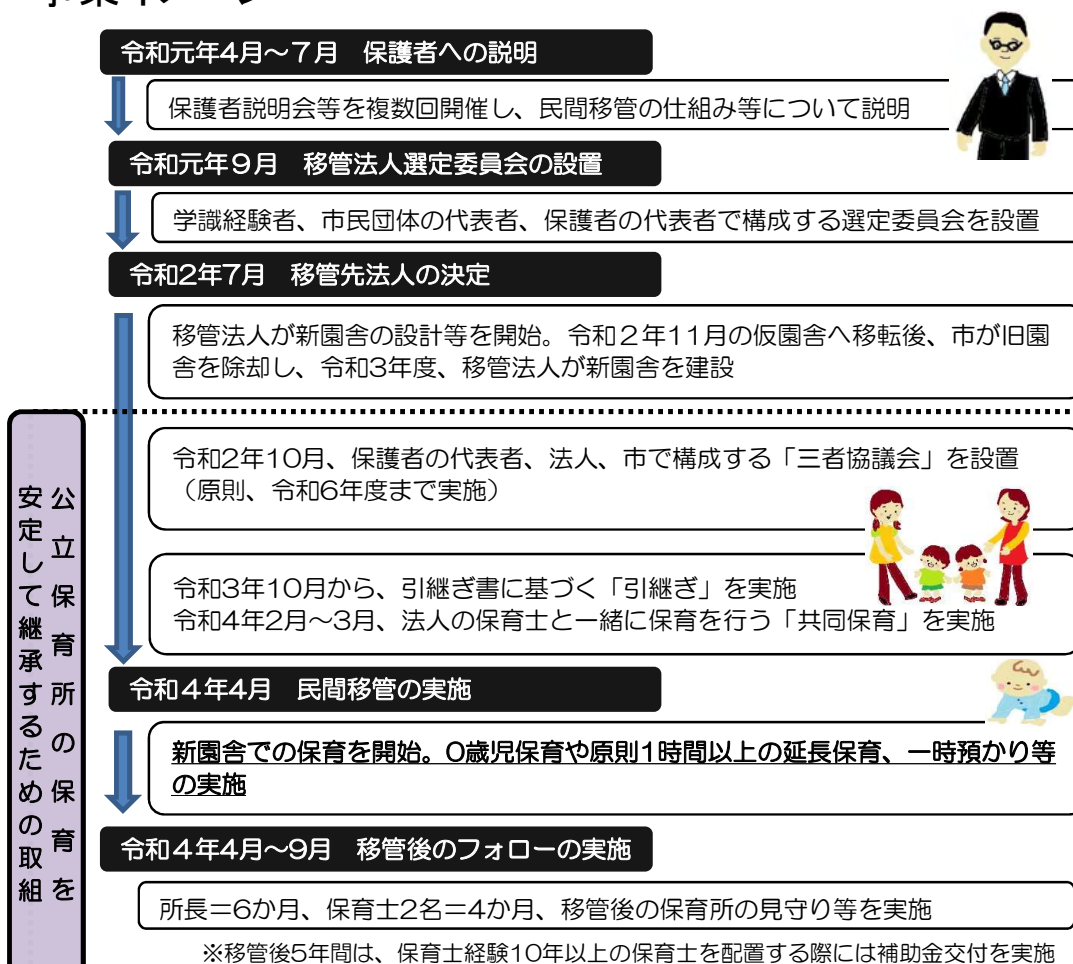 令和元年4月～7月　保護者への説明
保護者説明会等を複数回開催し、民間移管の仕組み等について説明
令和元年9月　移管法人選定委員会の設置
学識経験者、市民団体の代表者、保護者の代表者で構成する選定委員会を設置
令和2年7月　移管先法人の決定
移管法人が新園舎の設計等を開始。令和２年11月の仮園舎へ移転後、市が旧園
舎を除却し、令和3年度、移管法人が新園舎を建設
公立保育所の保育を
安定して継承するための取組
令和2年10月、保護者の代表者、法人、市で構成する「三者協議会」を設置
（原則、令和6年度まで実施）
令和3年10月から、引継ぎ書に基づく「引継ぎ」を実施
令和4年2月～3月、法人の保育士と一緒に保育を行う「共同保育」を実施
令和４年4月　民間移管の実施
新園舎での保育を開始。0歳児保育や原則1時間以上の延長保育、一時預かり等
の実施
令和４年4月～9月　移管後のフォローの実施
所長＝6か月、保育士2名＝4か月、移管後の保育所の見守り等を実施
※移管後5年間は、保育士経験10年以上の保育士を配置する際には補助金交付を実施